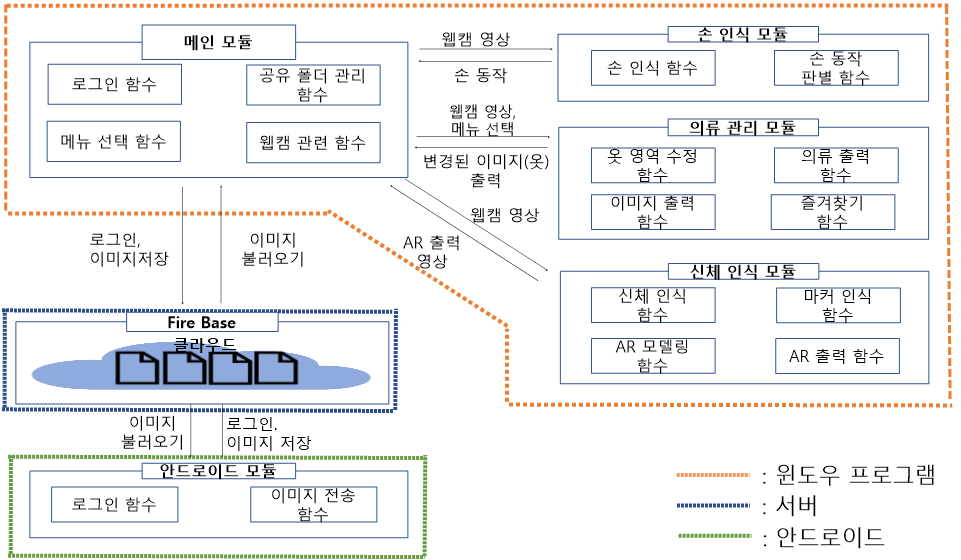 메인 모듈
로그인 함수
공유 폴더 관리
함수
메뉴 선택 함수
웹캠 관련 함수
웹캠 영상
손 동작
웹캠 영상,
메뉴 선택
변경된 이미지(옷)
출력
웹캠 영상
AR 출력
영상
손 인식 모듈
손 인식 함수
손 동작
판별 함수
의류 관리 모듈
옷 영역 수정
함수
의류 출력
함수
이미지 출력
함수
즐겨찾기
함수
신체 인식 모듈
신체 인식
함수
마커 인식
함수
AR 모델링
함수
AR 출력 함수
로그인,
이미지저장
이미지
불러오기
Fire Base
클라우드
이미지
불러오기
로그인.
이미지 저장
안드로이드 모듈
로그인 함수
이미지 전송
함수
: 윈도우 프로그램
: 서버
: 안드로이드